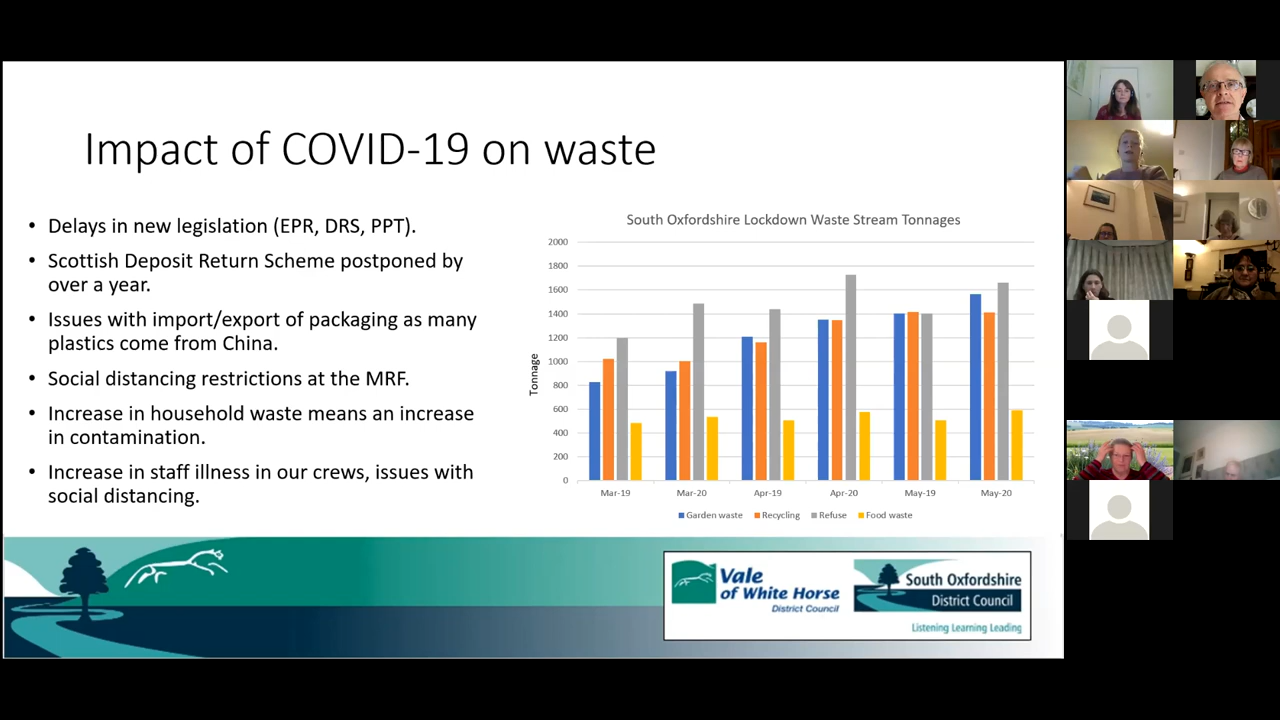 Impact of COVID-19 on waste
• Delays in new legislation (EPR, DRS, PPT).
• Scottish Deposit Return Scheme postponed by
over a year.
• Issues with import/export of packaging as many
plastics come from China.
• Social distancing restrictions at the MRF.
• Increase in household waste means an increase
in contamination.
• Increase in staff illness in our crews, issues with
social distancing.
South Oxfordshire Lockdown Waste Stream Tonnages
Tonnage
2000
1800
1600
1400
1200
1000
800
600
400
200
0
Mar-19 Mar-20 Apr-19 Apr-20 May-19 May-20
Garden waste Recycling Refuse Food waste
Vale
of White Horse
District Council
South Oxfordshire
District Council
Listening Learning Leading